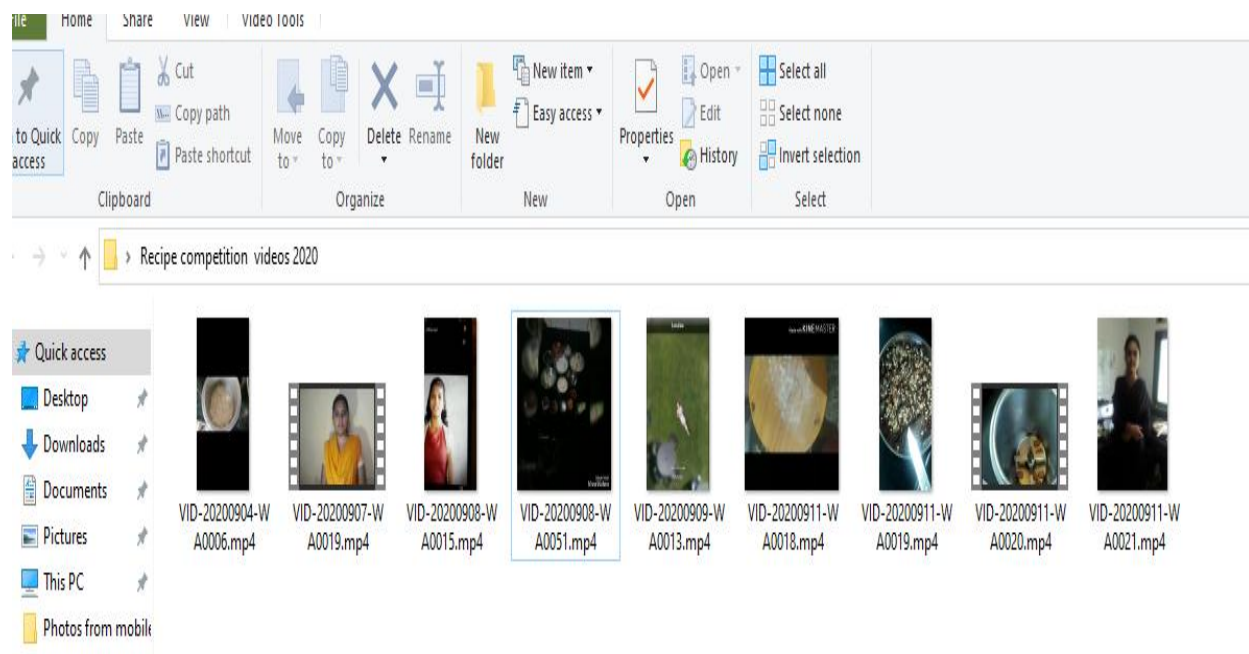 File Home Share View Video Tools
Cut
Copy path
Paste shortcut
to Quick access
Copy
Paste
Move to
Copy to
Delete
Rename
New folder
New item
Easy access
Properties
Open
Edit
History
Select all
Select none
Invert selection
Clipboard Organize New Open Select
Recipe competition videos 2020
Quick access
Desktop
Downloads
Documents
Pictures
This PC
Photos from mobile
KINEMASTER
VID-20200904-W
A0006.mp4
VID-20200907-W
A0019.mp4
VID-20200908-W
A0015.mp4
VID-20200908-W
A0051.mp4
VID-20200909-W
A0013.mp4
VID-20200911-W
A0018.mp4
VID-20200911-W
A0019.mp4
VID-20200911-W
A0020.mp4
VID-20200911-W
A0021.mp4